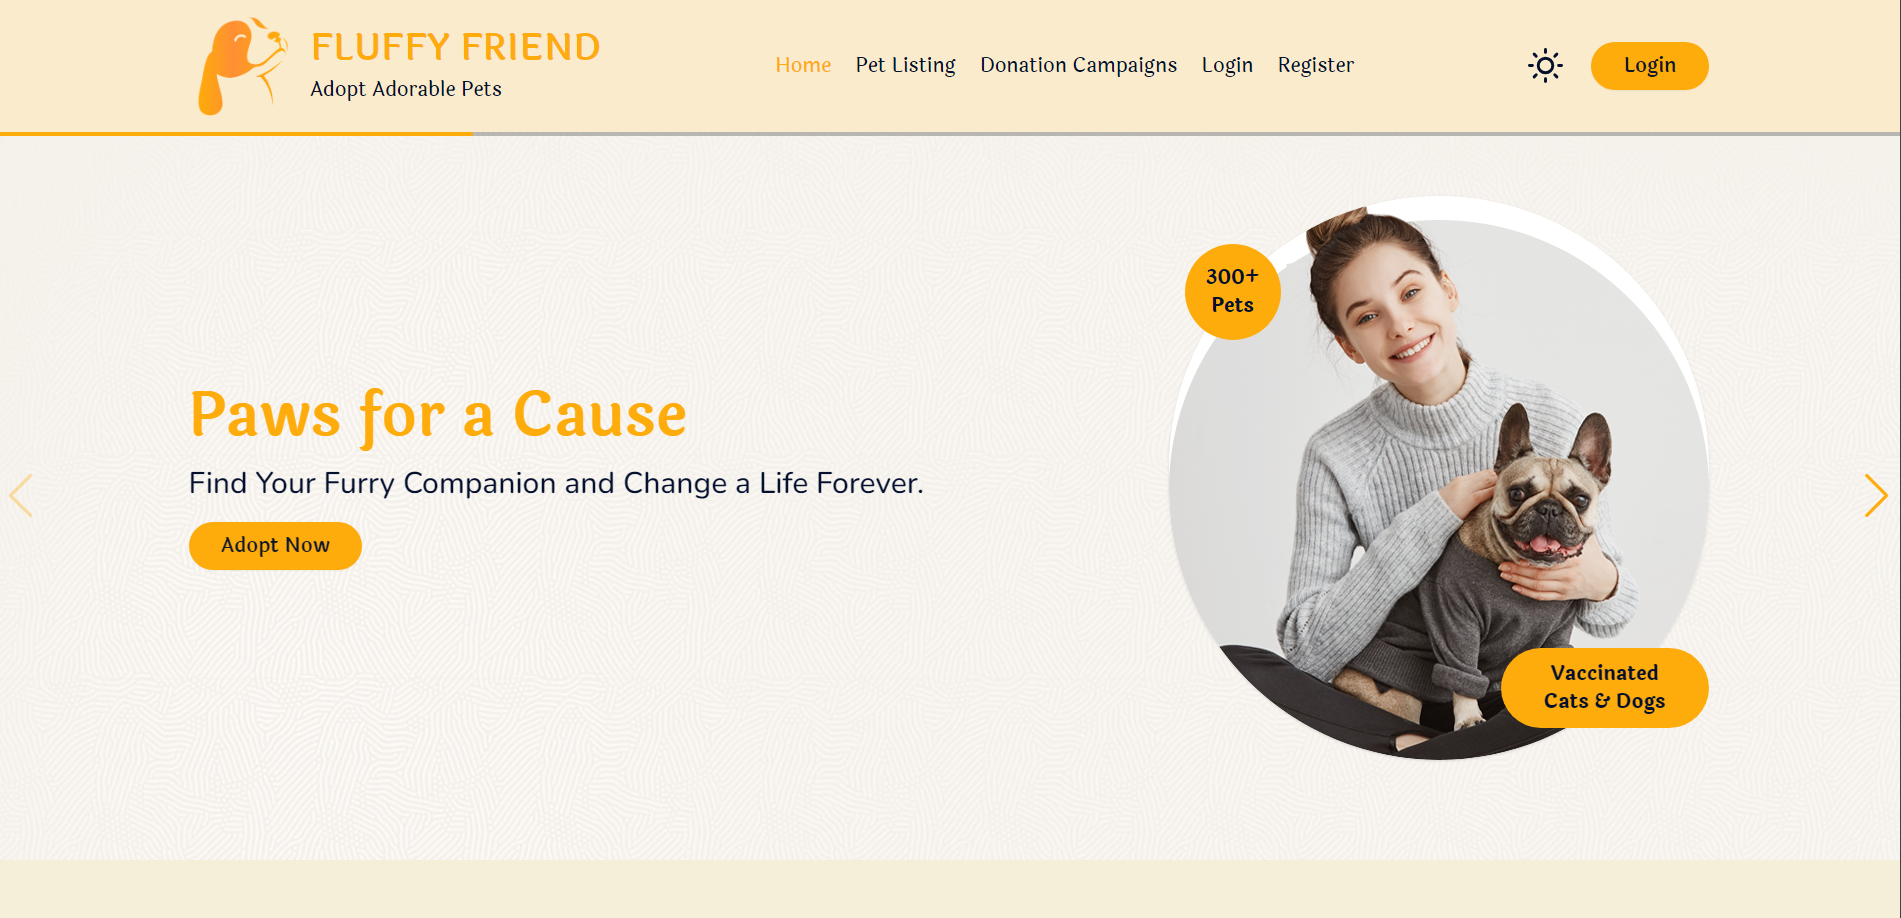 FLUFFY FRIEND
Adopt Adorable Pets
Home
Pet Listing
Donation Campaigns
Login
Register
Login
300+
Pets
Paws for a Cause
Find Your Furry Companion and Change a Life Forever.
Adopt Now
Vaccinated
Cats & Dogs